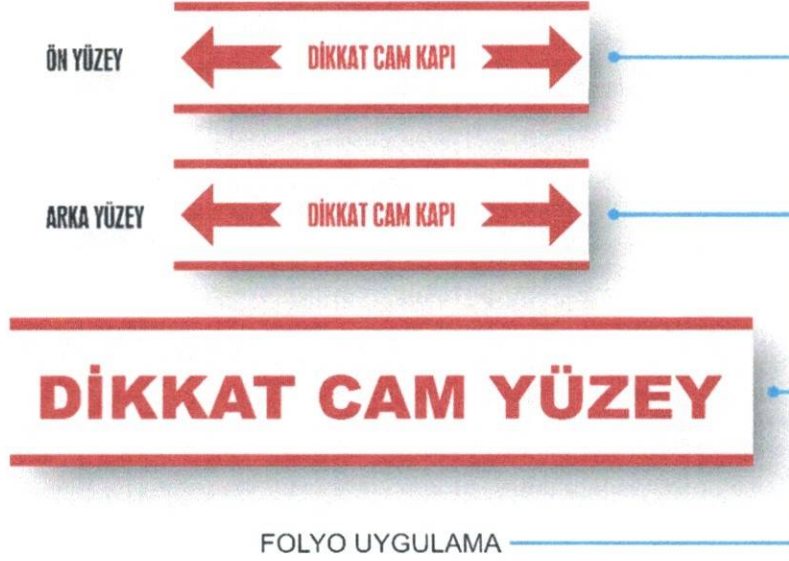 ÖN YÜZEY
DİKKAT CAM KAPI
ARKA YÜZEY
DİKKAT CAM KAPI
DİKKAT CAM YÜZEY
FOLYO UYGULAMA